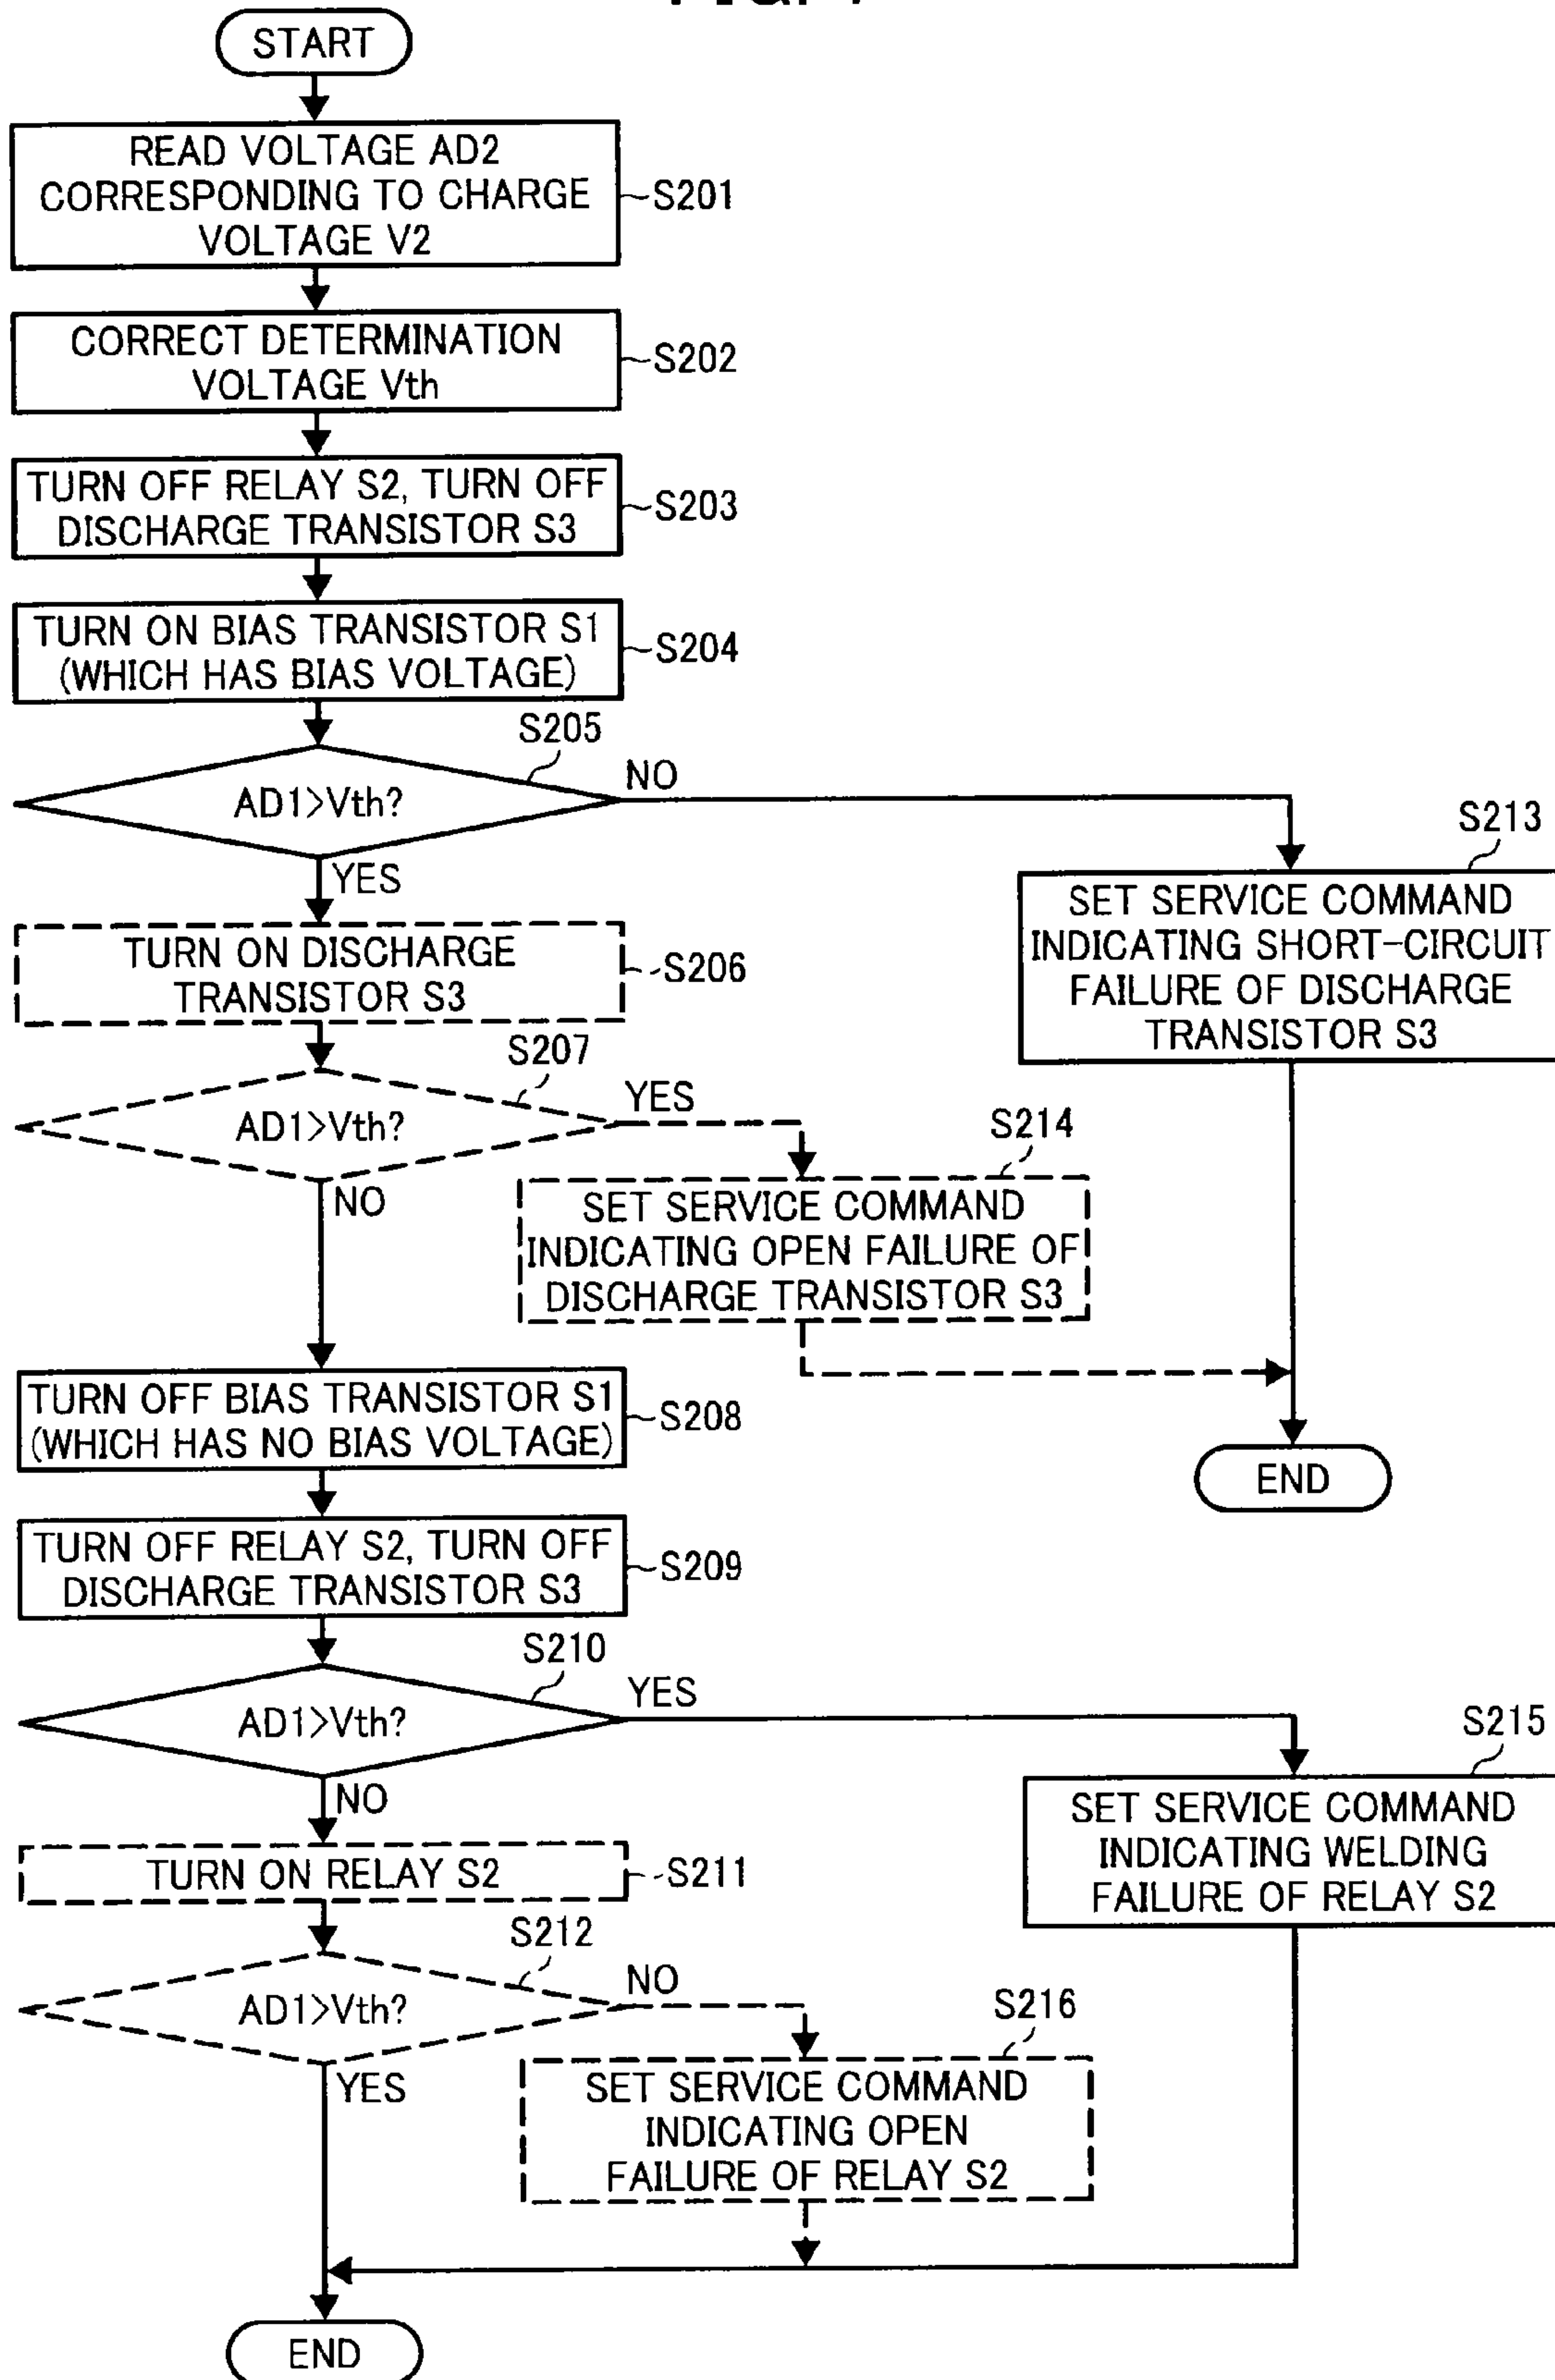 START
READ VOLTAGE AD2
CORRESPONDING TO CHARGE
VOLTAGE V2
S201
CORRECT DETERMINATION
VOLTAGE Vth
S202
TURN OFF RELAY S2, TURN OFF
DISCHARGE TRANSISTOR S3
S203
TURN ON BIAS TRANSISTOR S1
(WHICH HAS BIAS VOLTAGE)
S204
S205
AD1>Vth?
NO
YES
S213
SET SERVICE COMMAND
INDICATING SHORT-CIRCUIT
FAILURE OF DISCHARGE
TRANSISTOR S3
TURN ON DISCHARGE
TRANSISTOR S3
S206
S207
AD1>Vth?
YES
NO
S214
SET SERVICE COMMAND
INDICATING OPEN FAILURE OF
DISCHARGE TRANSISTOR S3
TURN OFF BIAS TRANSISTOR S1
(WHICH HAS NO BIAS VOLTAGE)
S208
END
TURN OFF RELAY S2, TURN OFF
DISCHARGE TRANSISTOR S3
S209
S210
AD1>Vth?
YES
NO
S215
SET SERVICE COMMAND
INDICATING WELDING
FAILURE OF RELAY S2
TURN ON RELAY S2
S211
S212
AD1>Vth?
NO
YES
S216
SET SERVICE COMMAND
INDICATING OPEN
FAILURE OF RELAY S2
END